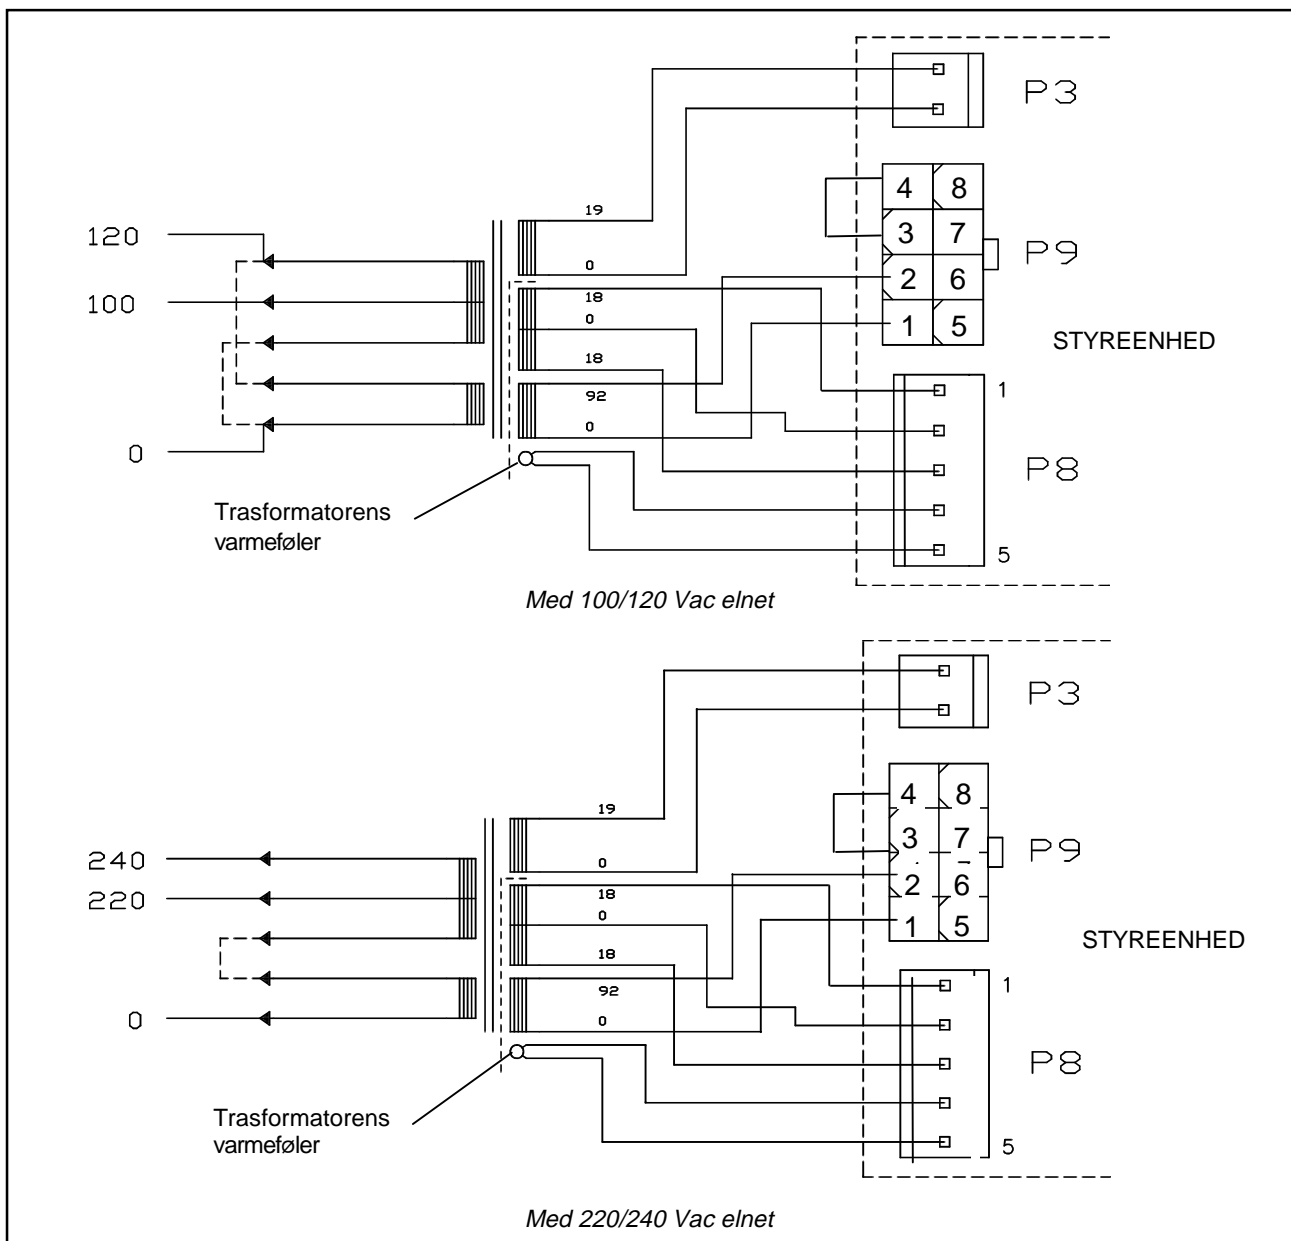 P3
19
0
4 8
3 7
2 6
1 5
P9
120
100
0
18
0
18
92
0
STYREENHED
1
P8
5
Trasformatorens
varmeføler
Med 100/120 Vac elnet
P3
19
0
4 8
3 7
2 6
1 5
P9
240
220
0
18
0
18
92
0
STYREENHED
1
P8
5
Trasformatorens
varmeføler
Med 220/240 Vac elnet